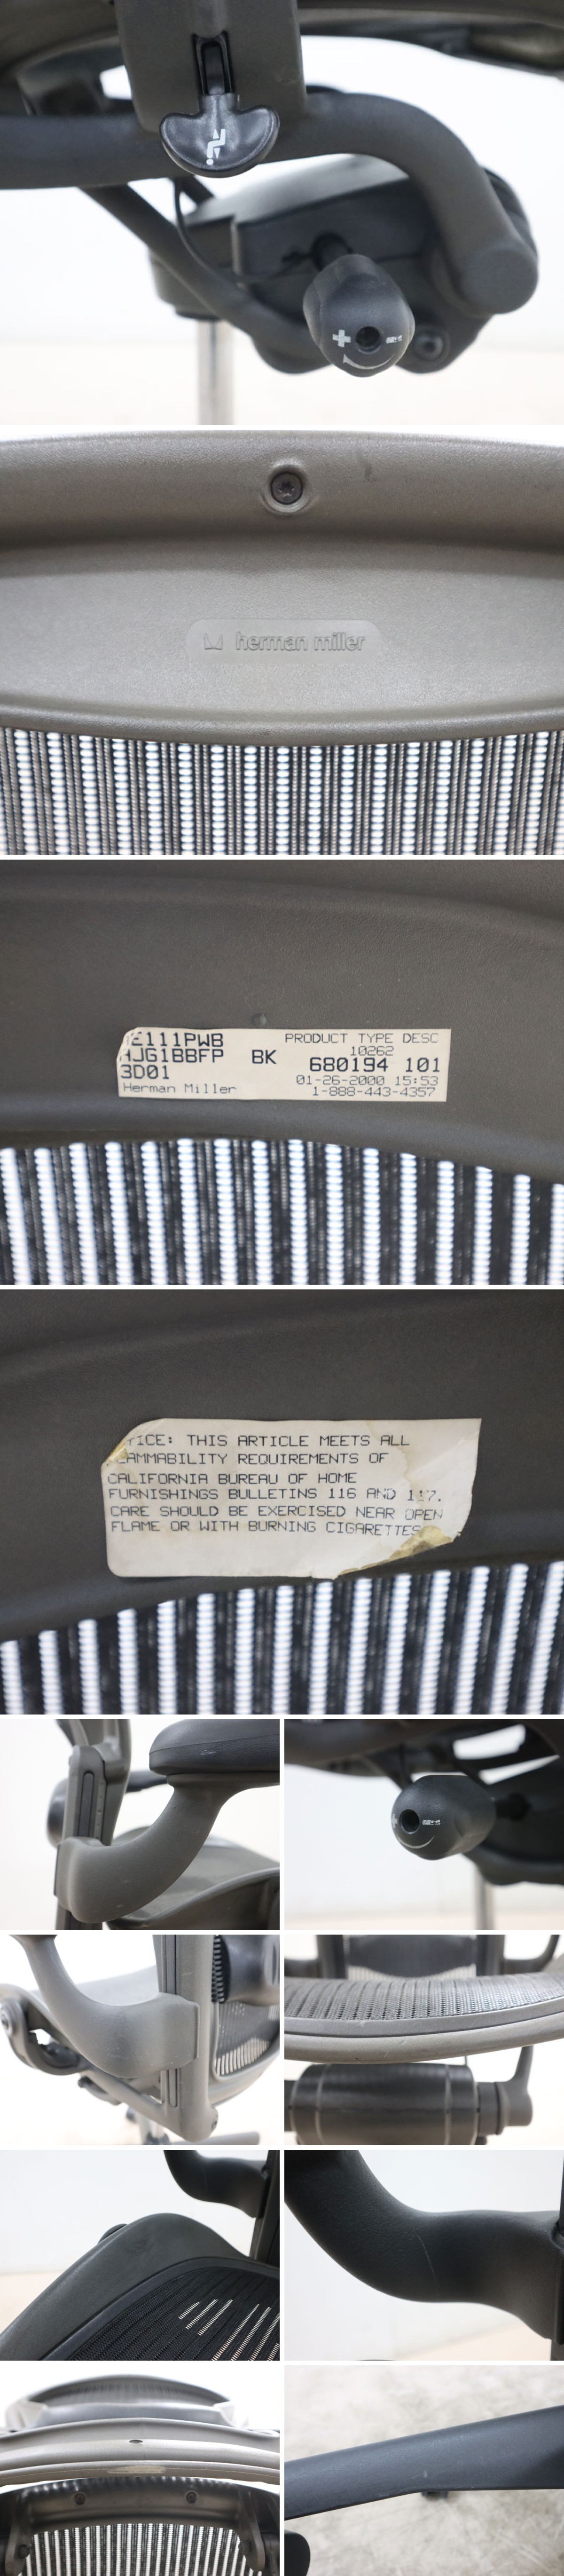 herman miller
E111PWB
AJG1BBFP BK
3D01
Herman Miller
PRODUCT TYPE DESC
10262
680194 101
01-26-2000 15:53
1-888-443-4357
TICE: THIS ARTICLE MEETS ALL
LAMMABILITY REQUIREMENTS OF
CALIFORNIA BUREAU OF HOME
FURNISHINGS BULLETINS 116 AND 117.
CARE SHOULD BE EXERCISED NEAR OPEN
FLAME OR WITH BURNING CIGARETTES